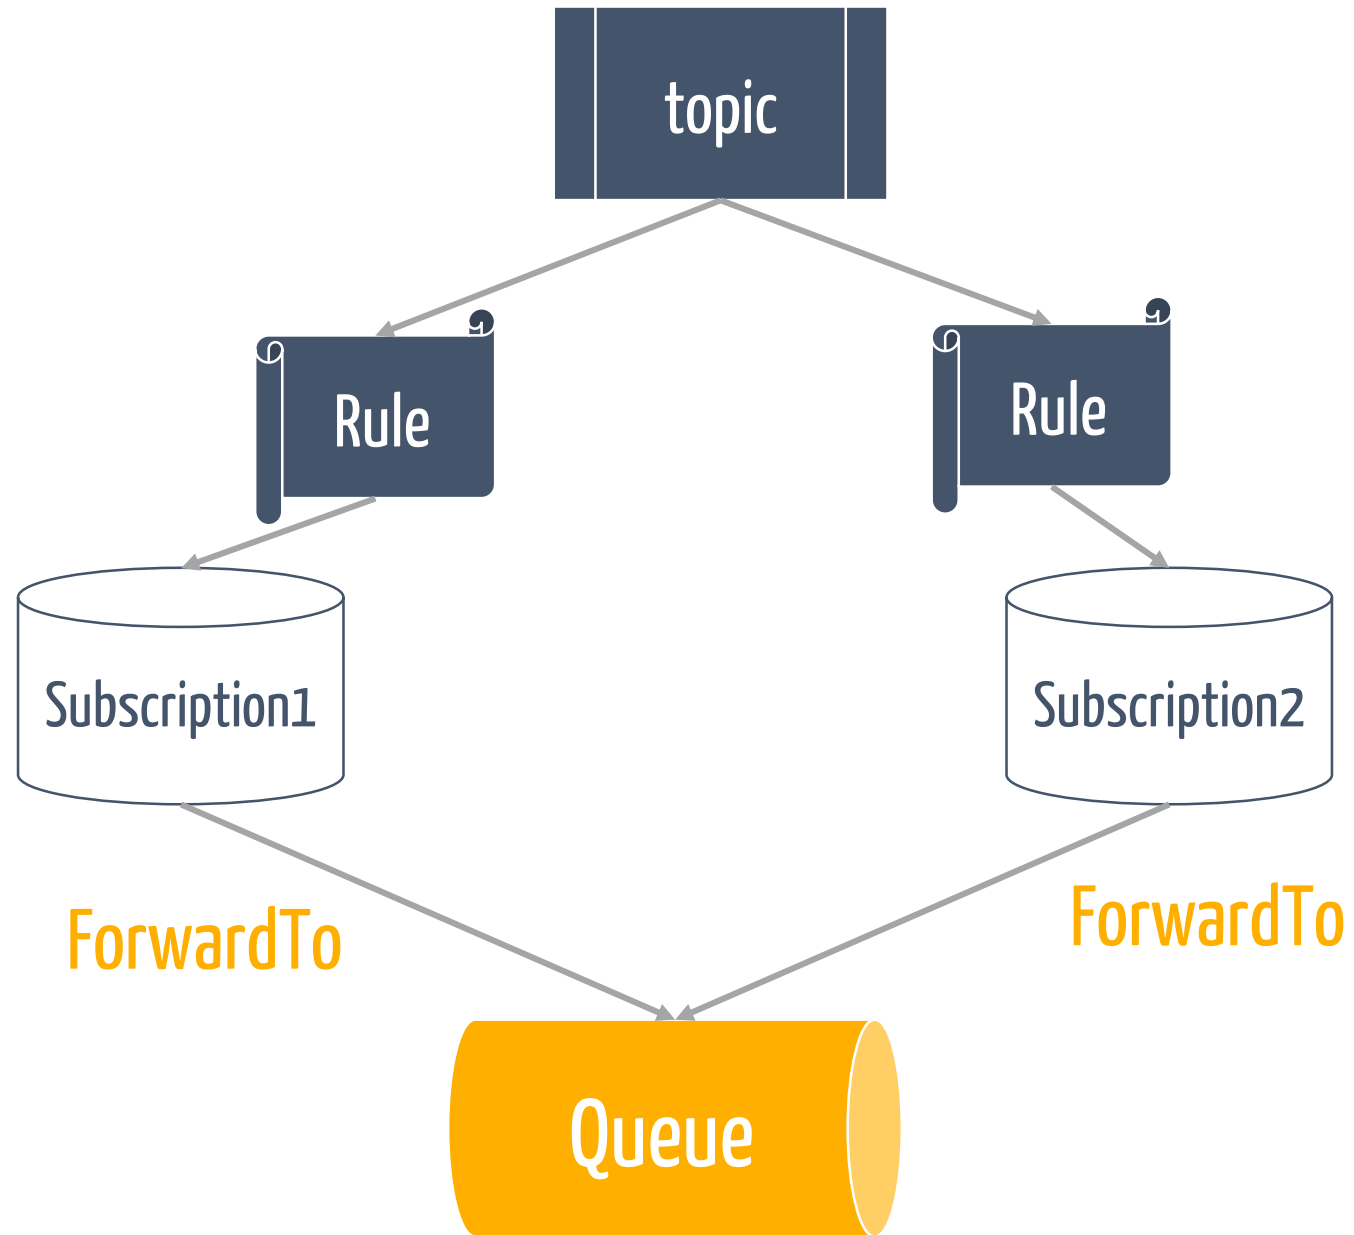 topic
Rule
Rule
Subscription1
Subscription2
ForwardTo
ForwardTo
Queue